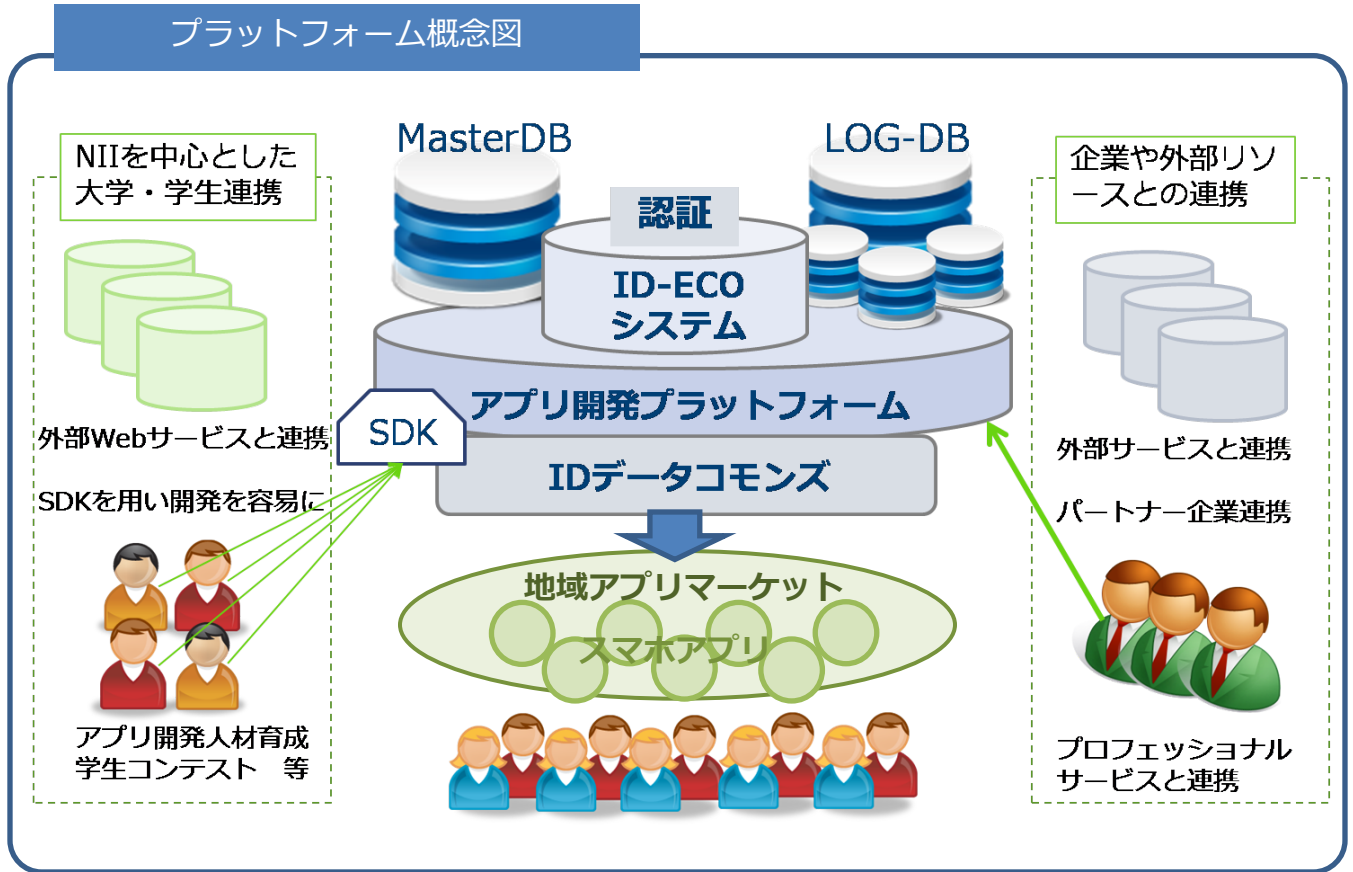 プラットフォーム概念図
NIIを中心とした
大学・学生連携
外部Webサービスと連携
SDKを用い開発を容易に
アプリ開発人材育成
学生コンテスト　等
MasterDB
LOG-DB
認証
ID-ECO
システム
アプリ開発プラットフォーム
SDK
IDデータコモンズ
地域アプリマーケット
スマホアプリ
企業や外部リソ
ースとの連携
外部サービスと連携
パートナー企業連携
プロフェッショナル
サービスと連携